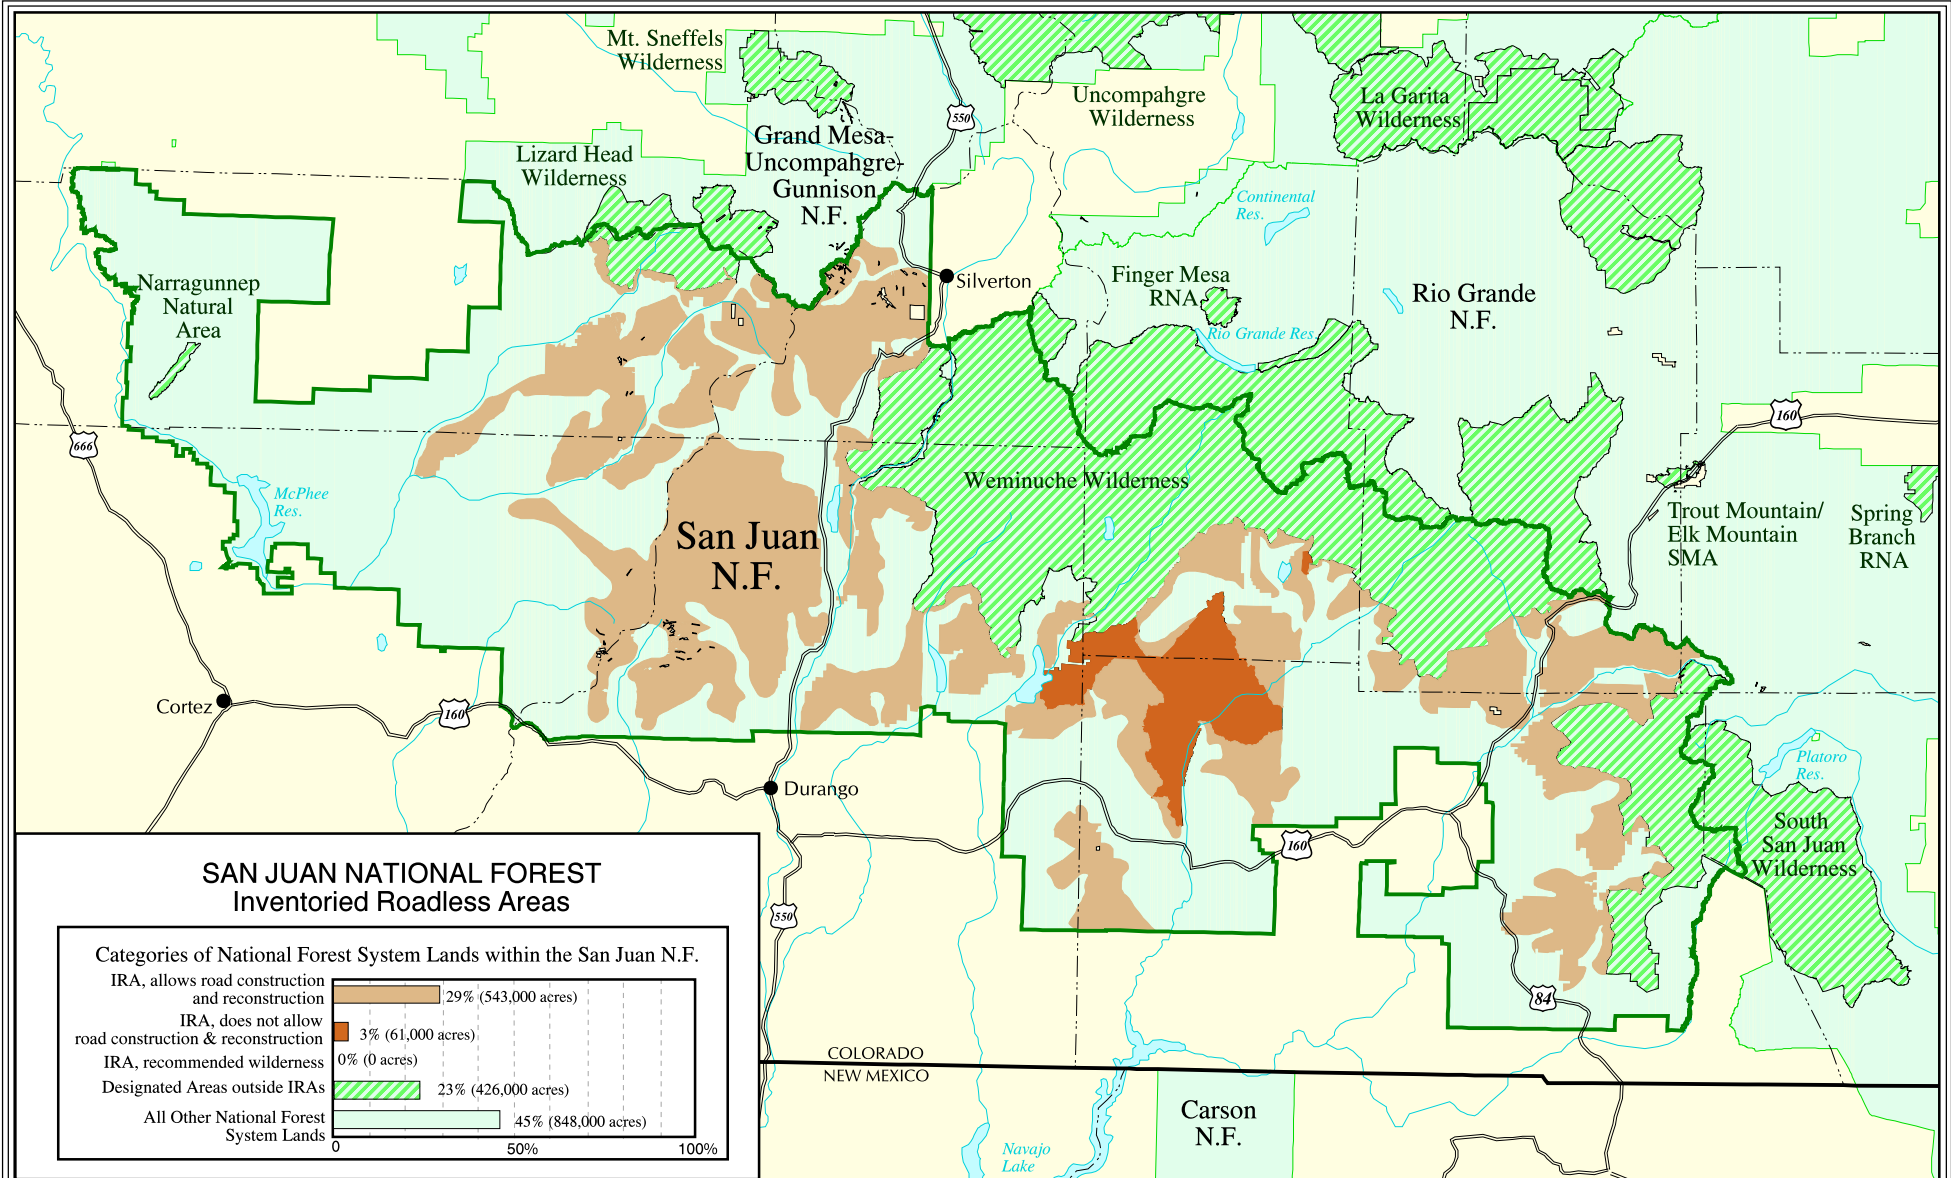 Mt. Sneffels
Wilderness
550
Uncompahgre
Wilderness
La Garita
Wilderness
Grand Mesa-
Uncompahgre-
Gunnison
N.F.
Lizard Head
Wilderness
Continental
Res.
Narragunnep
Natural
Area
Silverton
Finger Mesa
RNA
Rio Grande
N.F.
Rio Grande Res.
666
160
McPhee
Res.
Weminuche Wilderness
San Juan
N.F.
Trout Mountain/
Elk Mountain
SMA
Spring
Branch
RNA
Cortez
160
Durango
Platoro
Res.
160
South
San Juan
Wilderness
550
84
COLORADO
NEW MEXICO
Carson
N.F.
Navajo
Lake
SAN JUAN NATIONAL FOREST
Inventoried Roadless Areas
Categories of National Forest System Lands within the San Juan N.F.
IRA, allows road construction
and reconstruction
29% (543,000 acres)
IRA, does not allow
road construction & reconstruction
3% (61,000 acres)
IRA, recommended wilderness
0% (0 acres)
Designated Areas outside IRAs
23% (426,000 acres)
All Other National Forest
System Lands
45% (848,000 acres)
0 50% 100%